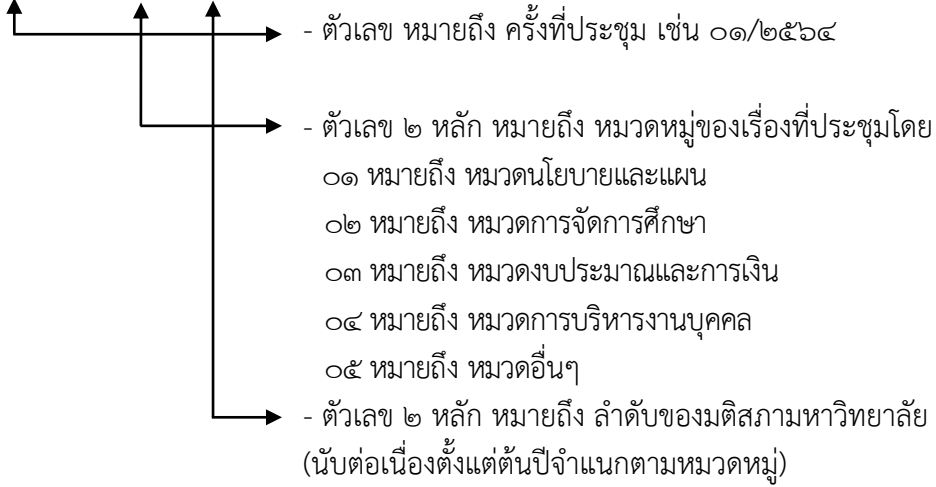 - ตัวเลข หมายถึง ครั้งที่ประชุม เช่น ๐๑/๒๕๖๔
- ตัวเลข ๒ หลัก หมายถึง หมวดหมู่ของเรื่องที่ประชุมโดย
๐๑ หมายถึง หมวดนโยบายและแผน
๐๒ หมายถึง หมวดการจัดการศึกษา
๐๓ หมายถึง หมวดงบประมาณและการเงิน
๐๔ หมายถึง หมวดการบริหารงานบุคคล
๐๕ หมายถึง หมวดอื่นๆ
- ตัวเลข ๒ หลัก หมายถึง ลำดับของมติสภามหาวิทยาลัย
(นับต่อเนื่องตั้งแต่ต้นปีจำแนกตามหมวดหมู่)